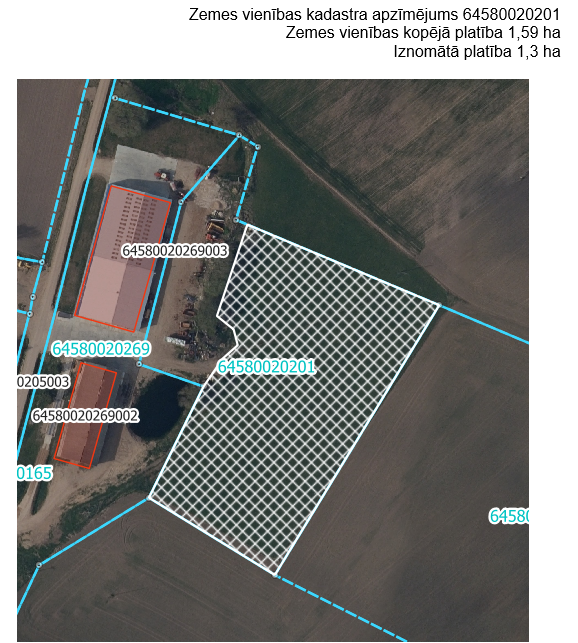 Zemes vienības kadastra apzīmējums 64580020201
Zemes vienības kopējā platība 1,59 ha
Iznomātā platība 1,3 ha
64580020269003
64580020269
64580020201
0205003
64580020269002
0165
6458